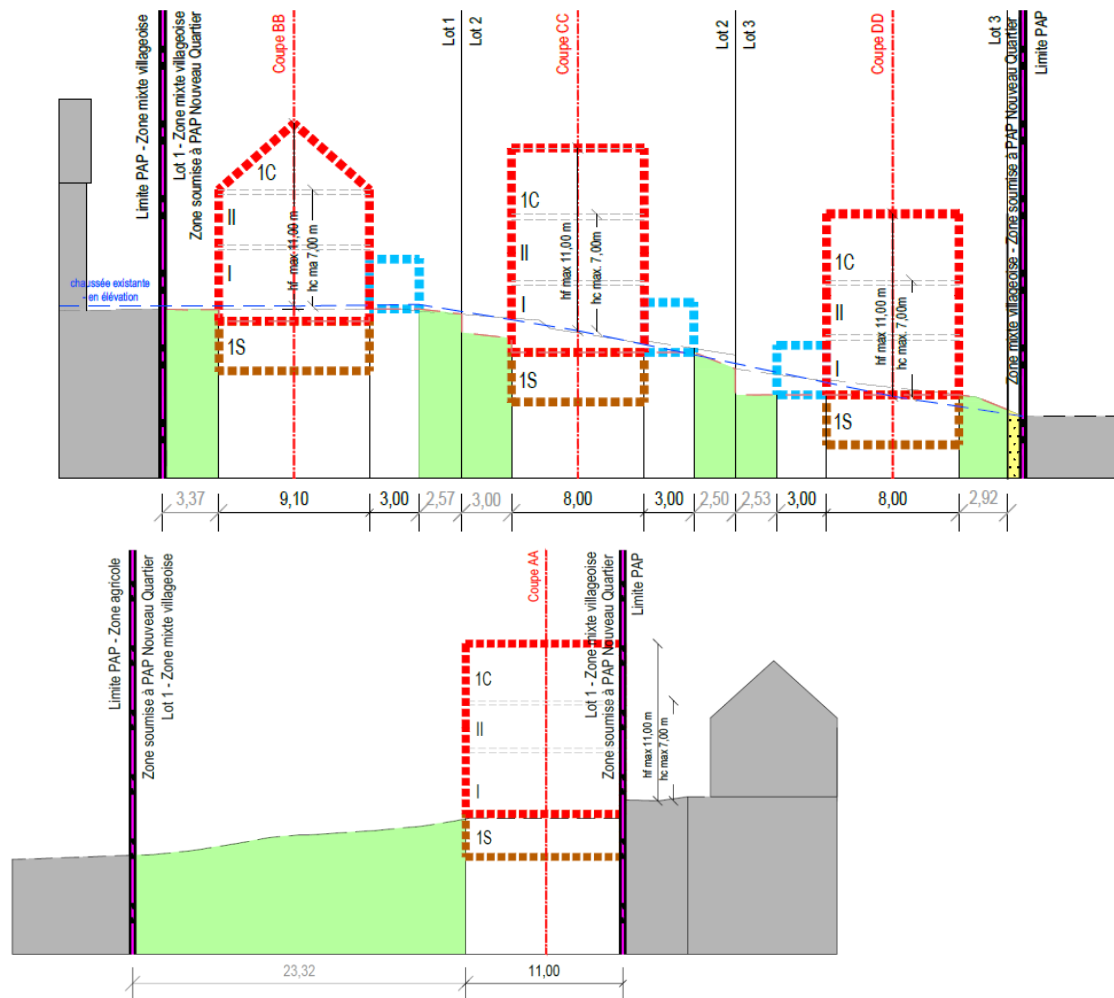 Limite PAP - Zone mixte villageoise
Lot 1 - Zone mixte villageoise
Zone soumise à PAP Nouveau Quartier
Coupe BB
Lot 1
Lot 2
Coupe CC
Lot 2
Lot 3
Coupe DD
Lot 3
Zone mixte villageoise - Zone soumise à PAP Nouveau Quartier
Limite PAP
1C
II
I
1S
hf max 11,00 m
hc ma 7,00 m
chaussée existante
en élévation
1C
II
I
1S
hf max. 11,00 m
hc max. 7,00m
1C
II
I
1S
hf max 11,00 m
hc max. 7,00m
3,37
9,10
3,00
2,57
3,00
8,00
3,00
2,50
2,53
3,00
8,00
2,92
Limite PAP - Zone agricole
Zone soumise à PAP Nouveau Quartier
Lot 1 - Zone mixte villageoise
Coupe AA
Lot 1 - Zone mixte villageoise
Zone soumise à PAP Nouveau Quartier
Limite PAP
1C
II
I
1S
hf max 11,00 m
hc max 7,00 m
23,32
11,00